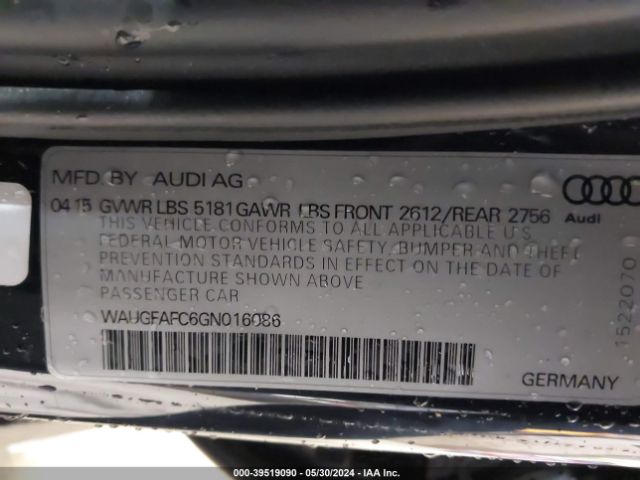 MFD. BY AUDI AG
04 15 GVWR LBS 5181 GAWR LBS FRONT 2612/REAR 2756
Audi
THIS VEHICLE CONFORMS TO ALL APPLICABLE U.S.
FEDERAL MOTOR VEHICLE SAFETY, BUMPER AND THEFT
PREVENTION STANDARDS IN EFFECT ON THE DATE OF
MANUFACTURE SHOWN ABOVE
PASSENGER CAR
WAUGFAFC6GN016086
GERMANY
1522070
000-39519090 - 05/30/2024 - IAAI.COM